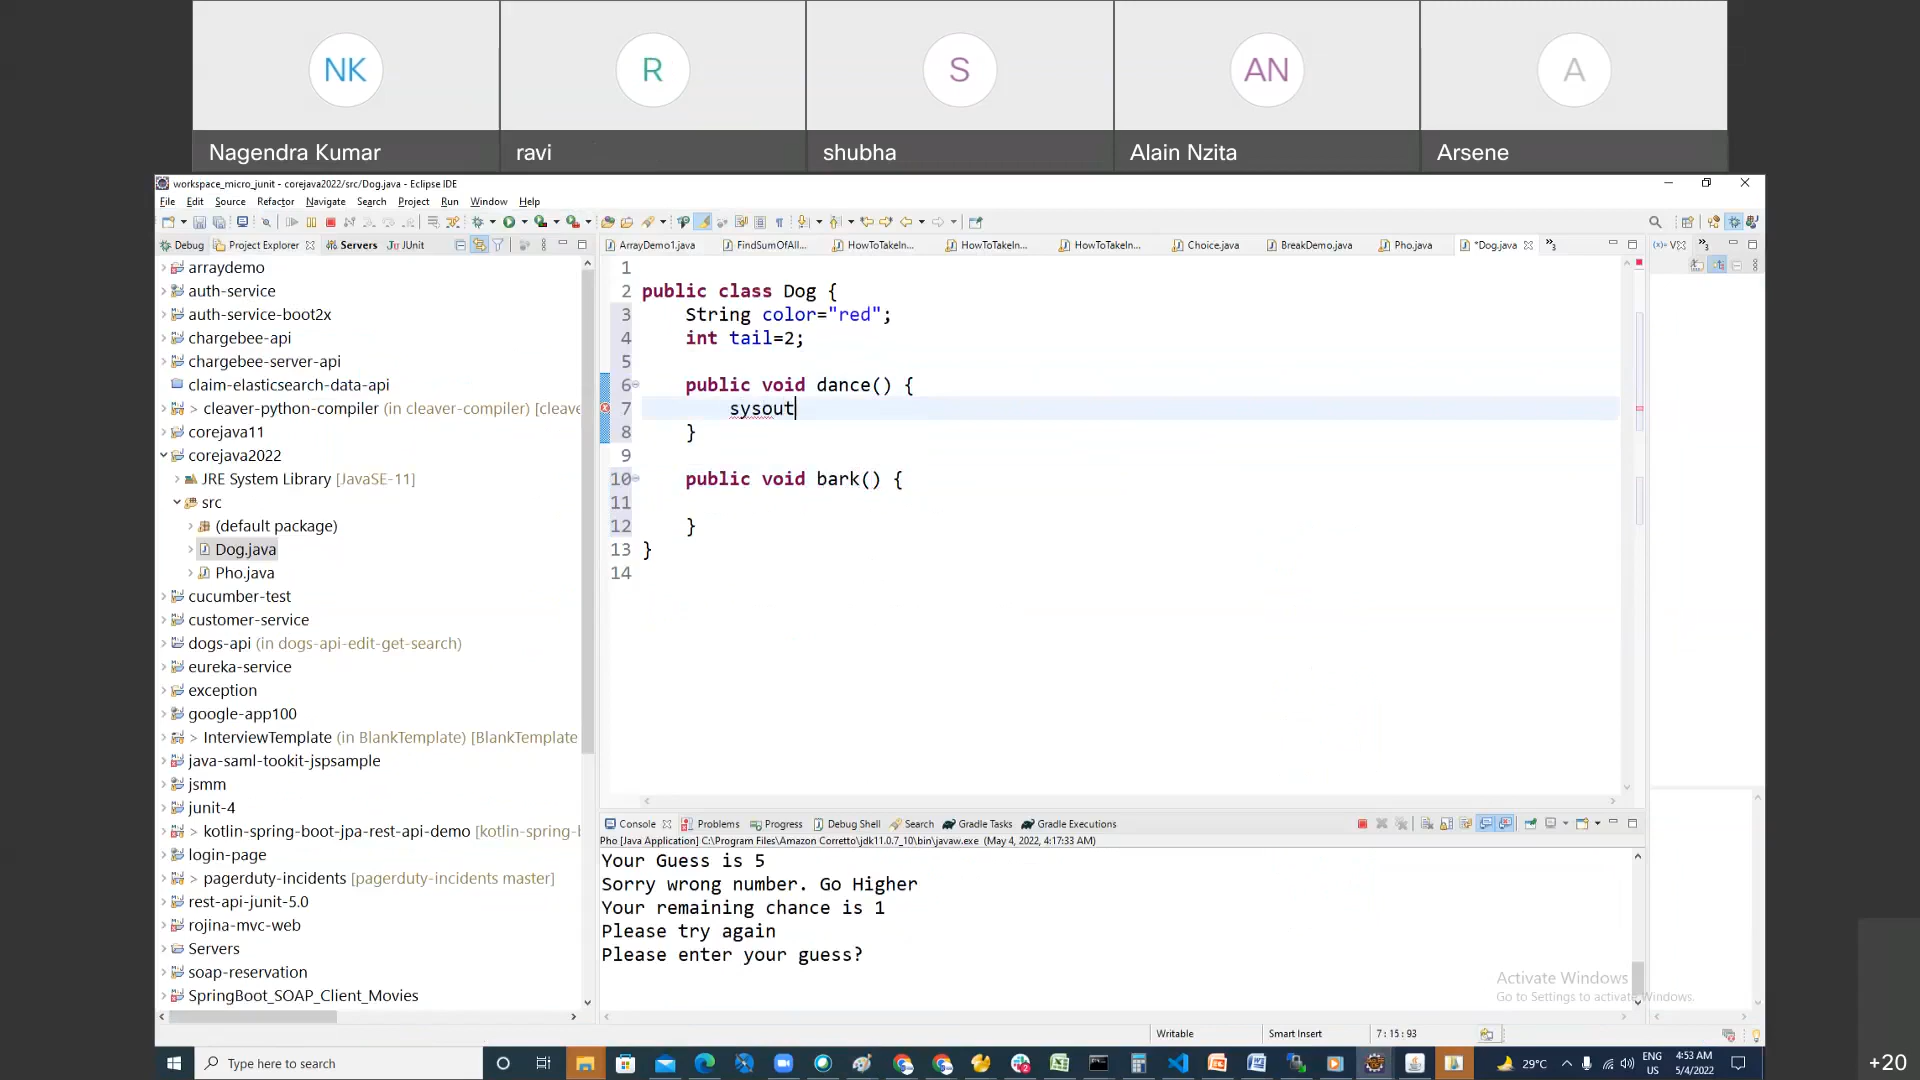 NK
R
S
AN
A
Nagendra Kumar
ravi
shubha
Alain Nzita
Arsene
workspace_micro_junit - corejava2022/src/Dog.java - Eclipse IDE
File Edit Source Refactor Navigate Search Project Run Window Help
Debug Project Explorer Servers JUnit
ArrayDemo1.java FindSumOfAll... HowToTakeIn... HowToTakeIn... HowToTakeIn... Choice.java BreakDemo.java Pho.java *Dog.java
arraydemo
auth-service
auth-service-boot2x
chargebee-api
chargebee-server-api
claim-elasticsearch-data-api
> cleaver-python-compiler (in cleaver-compiler) [cleave
corejava11
corejava2022
JRE System Library [JavaSE-11]
src
(default package)
Dog.java
Pho.java
cucumber-test
customer-service
dogs-api (in dogs-api-edit-get-search)
eureka-service
exception
google-app100
> InterviewTemplate (in BlankTemplate) [BlankTemplate
java-saml-tookit-jspsample
jsmm
junit-4
> kotlin-spring-boot-jpa-rest-api-demo [kotlin-spring-b
login-page
> pagerduty-incidents [pagerduty-incidents master]
rest-api-junit-5.0
rojina-mvc-web
Servers
soap-reservation
SpringBoot_SOAP_Client_Movies
1
2 public class Dog {
3 String color="red";
4 int tail=2;
5
6 public void dance() {
7 sysout
8 }
9
10 public void bark() {
11
12 }
13 }
14
Console Problems Progress Debug Shell Search Gradle Tasks Gradle Executions
Pho [Java Application] C:\Program Files\Amazon Corretto\jdk11.0.7_10\bin\javaw.exe (May 4, 2022, 4:17:33 AM)
Your Guess is 5
Sorry wrong number. Go Higher
Your remaining chance is 1
Please try again
Please enter your guess?
Activate Windows
Go to Settings to activate Windows.
Writable Smart Insert 7 : 15 : 93
Type here to search
29°C
ENG
US
4:53 AM
5/4/2022
+20